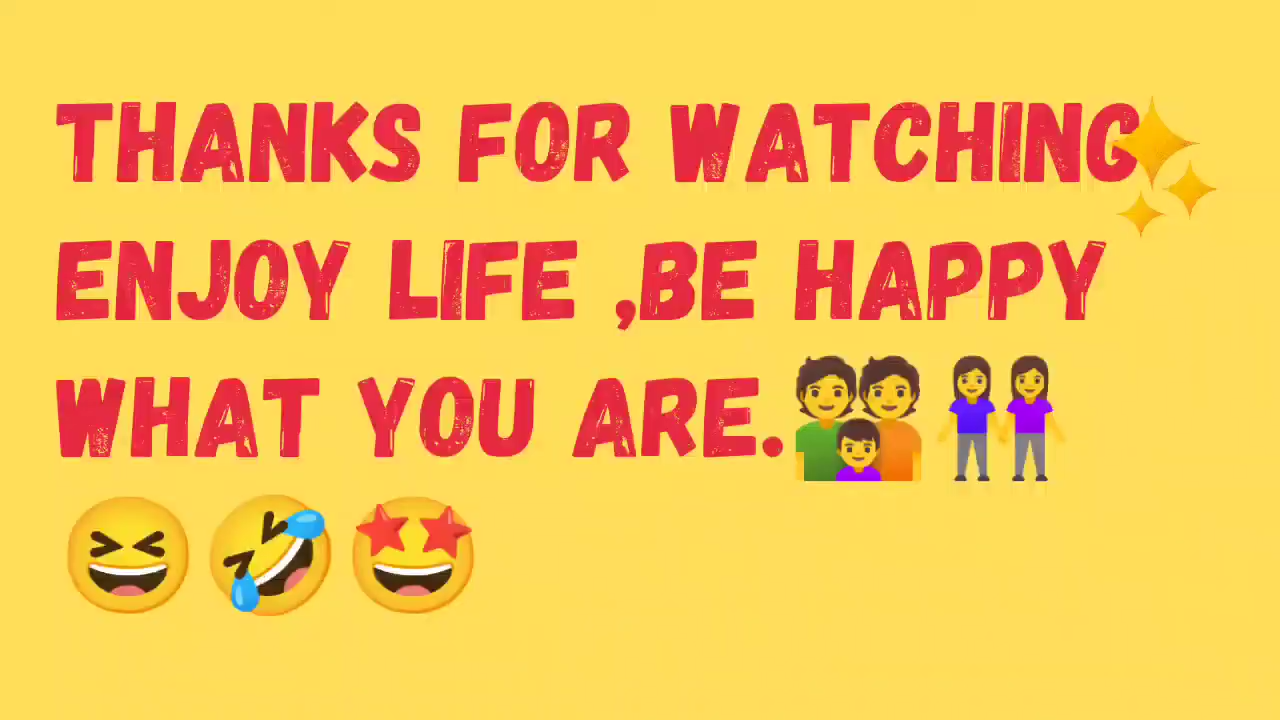 THANKS FOR WATCHING✨
ENJOY LIFE ,BE HAPPY
WHAT YOU ARE.👪👭
😆🤣🤩